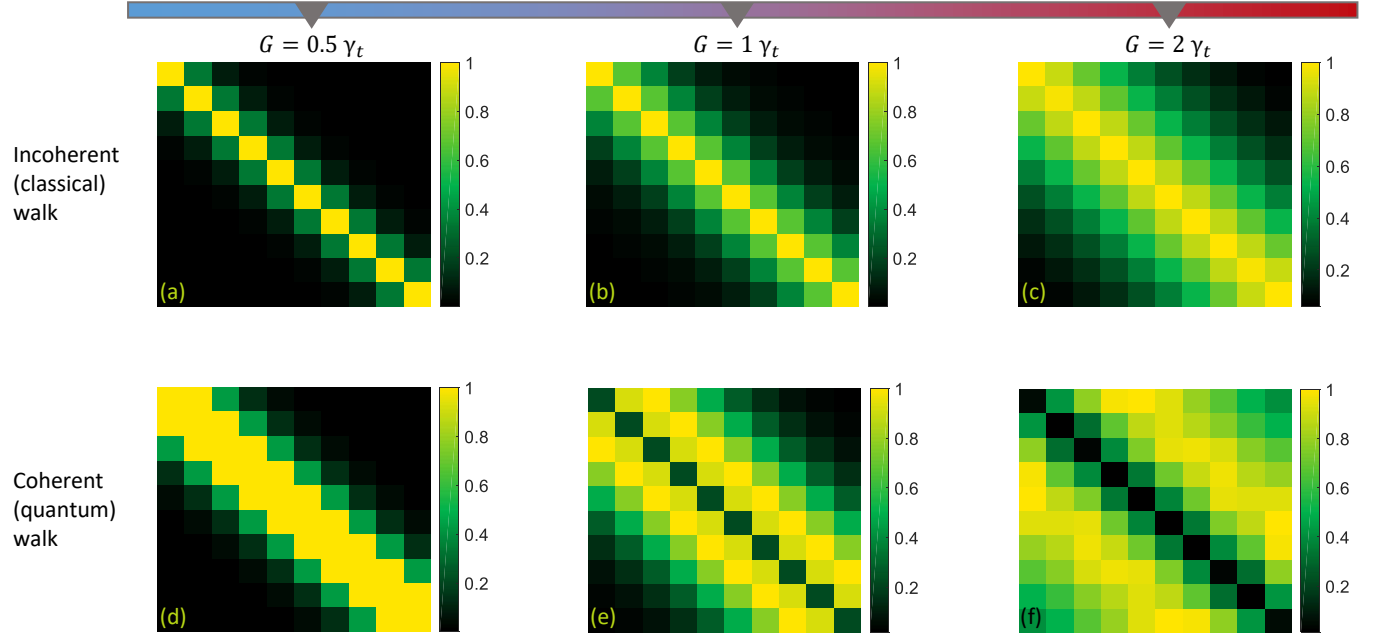 G = 0.5 γt G = 1 γt G = 2 γt
Incoherent
(classical)
walk
1
0.8
0.6
0.4
0.2
(a)
1
0.8
0.6
0.4
0.2
(b)
1
0.8
0.6
0.4
0.2
(c)
Coherent
(quantum)
walk
1
0.8
0.6
0.4
0.2
(d)
1
0.8
0.6
0.4
0.2
(e)
1
0.8
0.6
0.4
0.2
(f)